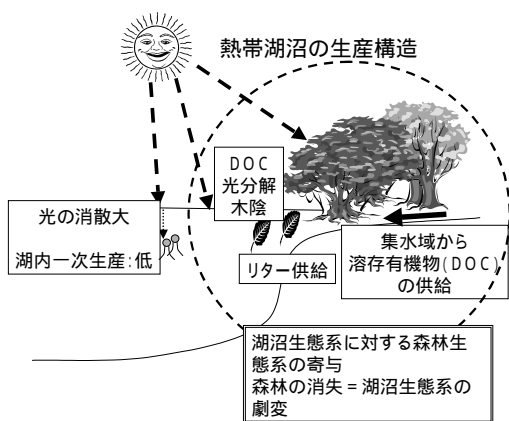 熱帯湖沼の生産構造
DOC
光分解
木陰
光の消散大
湖内一次生産:低
リター供給
集水域から
溶存有機物(DOC)
の供給
湖沼生態系に対する森林生
態系の寄与
森林の消失=湖沼生態系の
劇変